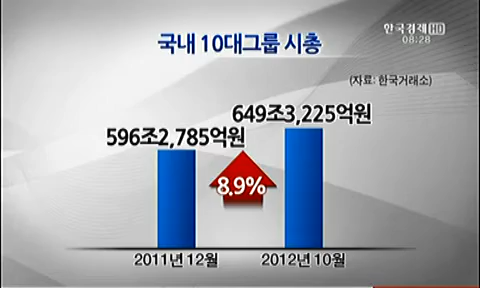 국내 10대그룹 시총
한국경제 HD
08:28
(자료: 한국거래소)
649조3,225억원
596조2,785억원
8.9%
2011년 12월
2012년 10월